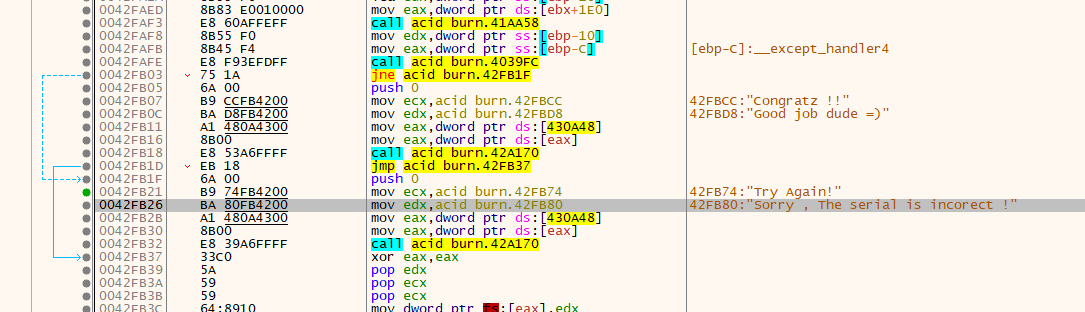 0042FAED 8B83 E0010000 mov eax,dword ptr ds:[ebx+1E0]
0042FAF3 E8 60AFFEFF call acid burn.41AA58
0042FAF8 8B55 F0 mov edx,dword ptr ss:[ebp-10]
0042FAFB 8B45 F4 mov eax,dword ptr ss:[ebp-C] [ebp-C]:__except_handler4
0042FAFE E8 F93EFDFF call acid burn.4039FC
0042FB03 75 1A jne acid burn.42FB1F
0042FB05 6A 00 push 0
0042FB07 B9 CCFB4200 mov ecx,acid burn.42FBCC 42FBCC:"Congratz !!"
0042FB0C BA D8FB4200 mov edx,acid burn.42FBD8 42FBD8:"Good job dude =)"
0042FB11 A1 480A4300 mov eax,dword ptr ds:[430A48]
0042FB16 8B00 mov eax,dword ptr ds:[eax]
0042FB18 E8 53A6FFFF call acid burn.42A170
0042FB1D EB 18 jmp acid burn.42FB37
0042FB1F 6A 00 push 0
0042FB21 B9 74FB4200 mov ecx,acid burn.42FB74 42FB74:"Try Again!"
0042FB26 BA 80FB4200 mov edx,acid burn.42FB80 42FB80:"Sorry , The serial is incorect !"
0042FB2B A1 480A4300 mov eax,dword ptr ds:[430A48]
0042FB30 8B00 mov eax,dword ptr ds:[eax]
0042FB32 E8 39A6FFFF call acid burn.42A170
0042FB37 33C0 xor eax,eax
0042FB39 5A pop edx
0042FB3A 59 pop ecx
0042FB3B 59 pop ecx
0042FB3C 64:8910 mov dword ptr fs:[eax],edx